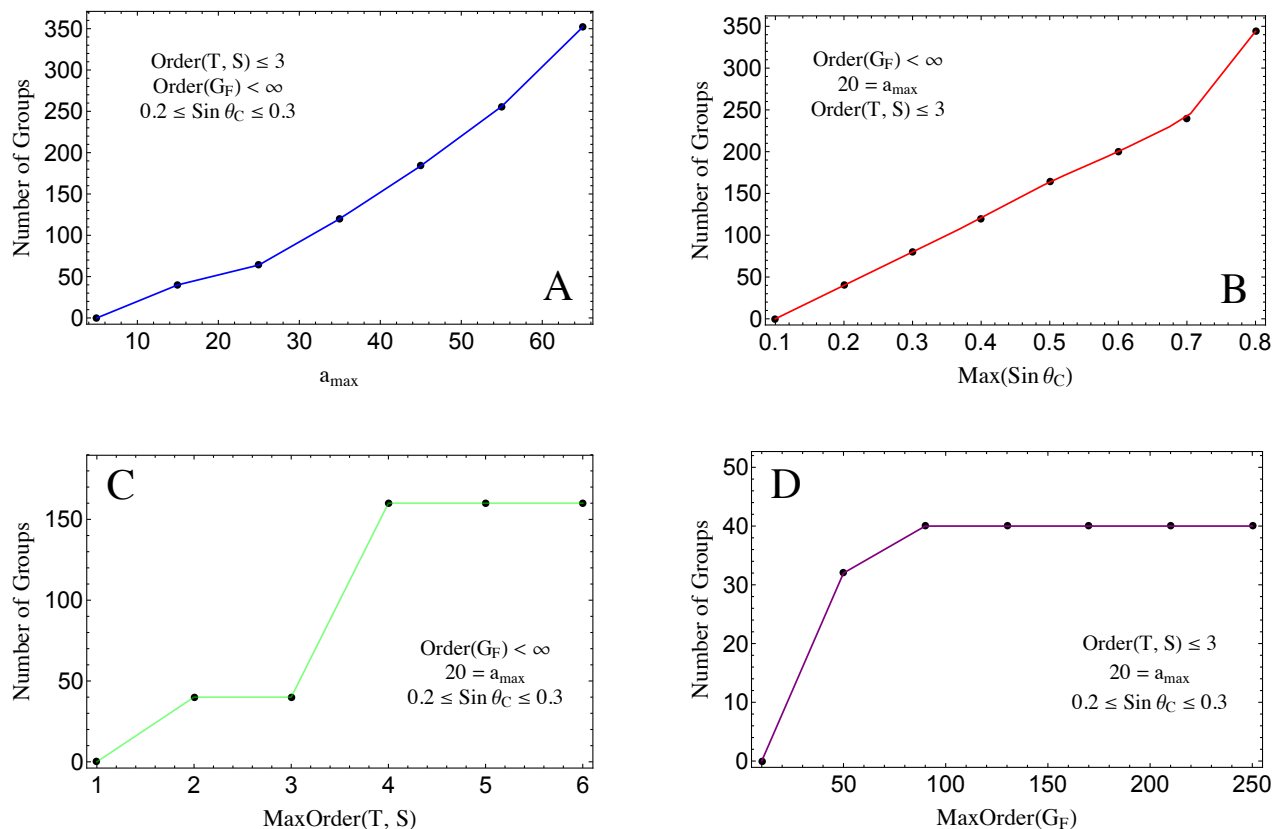 350
300
250
200
150
100
50
0
Number of Groups
Order(T, S) ≤ 3
Order(G_F) < ∞
0.2 ≤ Sin θ_C ≤ 0.3
A
10 20 30 40 50 60
a_max
350
300
250
200
150
100
50
0
Number of Groups
Order(G_F) < ∞
20 = a_max
Order(T, S) ≤ 3
B
0.1 0.2 0.3 0.4 0.5 0.6 0.7 0.8
Max(Sin θ_C)
150
100
50
0
Number of Groups
C
Order(G_F) < ∞
20 = a_max
0.2 ≤ Sin θ_C ≤ 0.3
1 2 3 4 5 6
MaxOrder(T, S)
50
40
30
20
10
0
Number of Groups
D
Order(T, S) ≤ 3
20 = a_max
0.2 ≤ Sin θ_C ≤ 0.3
50 100 150 200 250
MaxOrder(G_F)